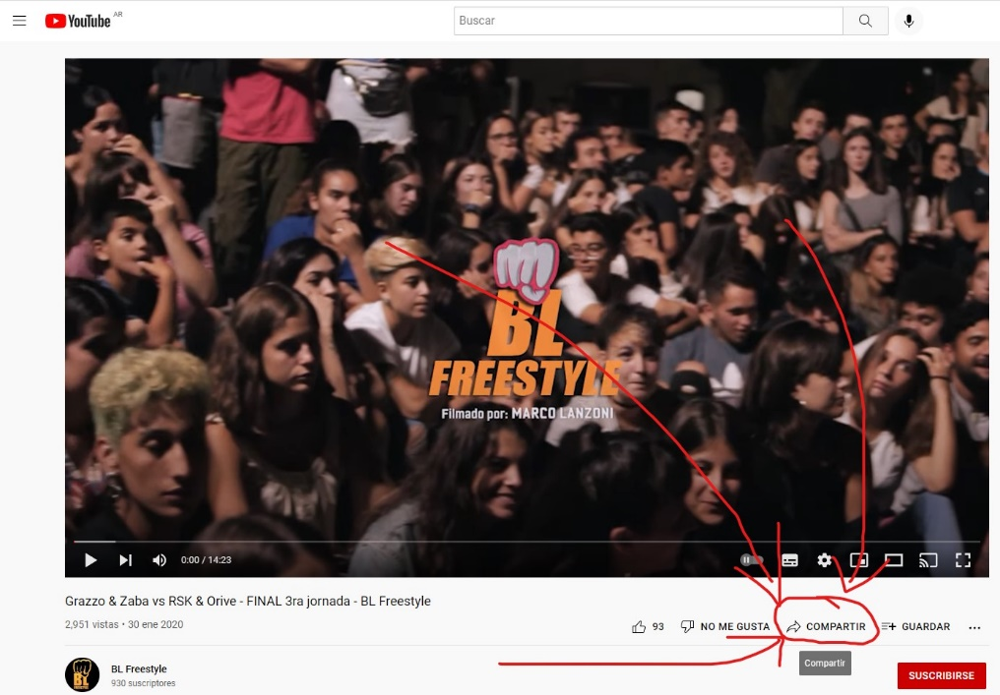 YouTube AR
Buscar
BL
FREESTYLE
Filmado por: MARCO LANZONI
0:00 / 14:23
Grazzo & Zaba vs RSK & Orive - FINAL 3ra jornada - BL Freestyle
2,951 vistas • 30 ene 2020
93 NO ME GUSTA COMPARTIR GUARDAR
Compartir
BL Freestyle
930 suscriptores
SUSCRIBIRSE